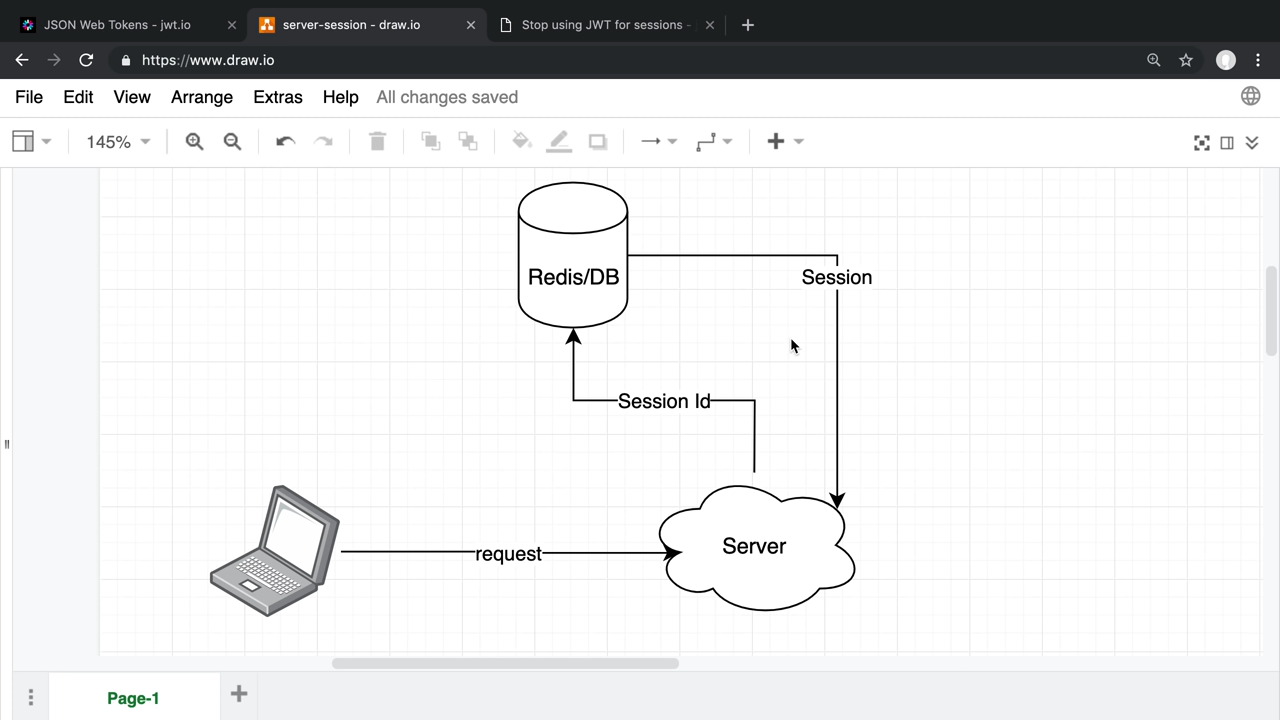 JSON Web Tokens - jwt.io
server-session - draw.io
Stop using JWT for sessions -
https://www.draw.io
File Edit View Arrange Extras Help All changes saved
145%
Redis/DB
Session
Session Id
request
Server
Page-1